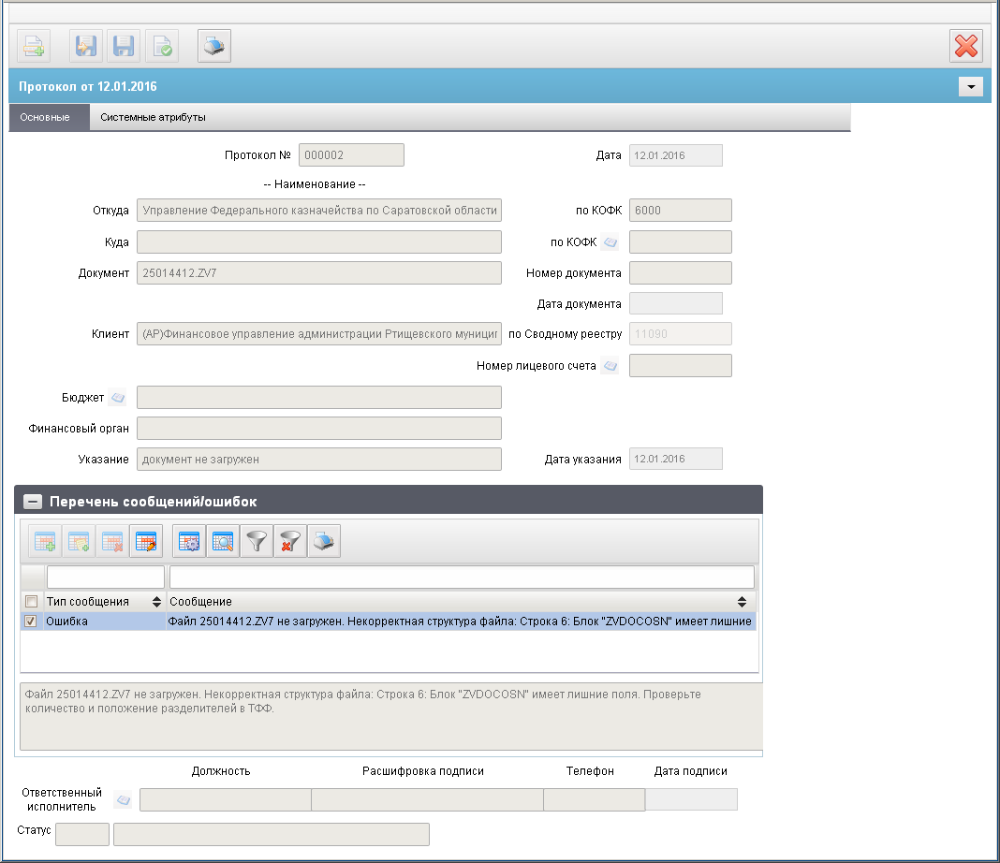 Протокол от 12.01.2016
Основные Системные атрибуты
Протокол № 000002 Дата 12.01.2016
-- Наименование --
Откуда Управление Федерального казначейства по Саратовской области по КОФК 6000
Куда по КОФК
Документ 25014412.ZV7 Номер документа
Дата документа
Клиент (АР)Финансовое управление администрации Ртищевского муници по Сводному реестру 11090
Номер лицевого счета
Бюджет
Финансовый орган
Указание документ не загружен Дата указания 12.01.2016
Перечень сообщений/ошибок
Тип сообщения Сообщение
Ошибка Файл 25014412.ZV7 не загружен. Некорректная структура файла: Строка 6: Блок "ZVDOCOSN" имеет лишние
Файл 25014412.ZV7 не загружен. Некорректная структура файла: Строка 6: Блок "ZVDOCOSN" имеет лишние поля. Проверьте
количество и положение разделителей в ТФФ.
Должность Расшифровка подписи Телефон Дата подписи
Ответственный
исполнитель
Статус